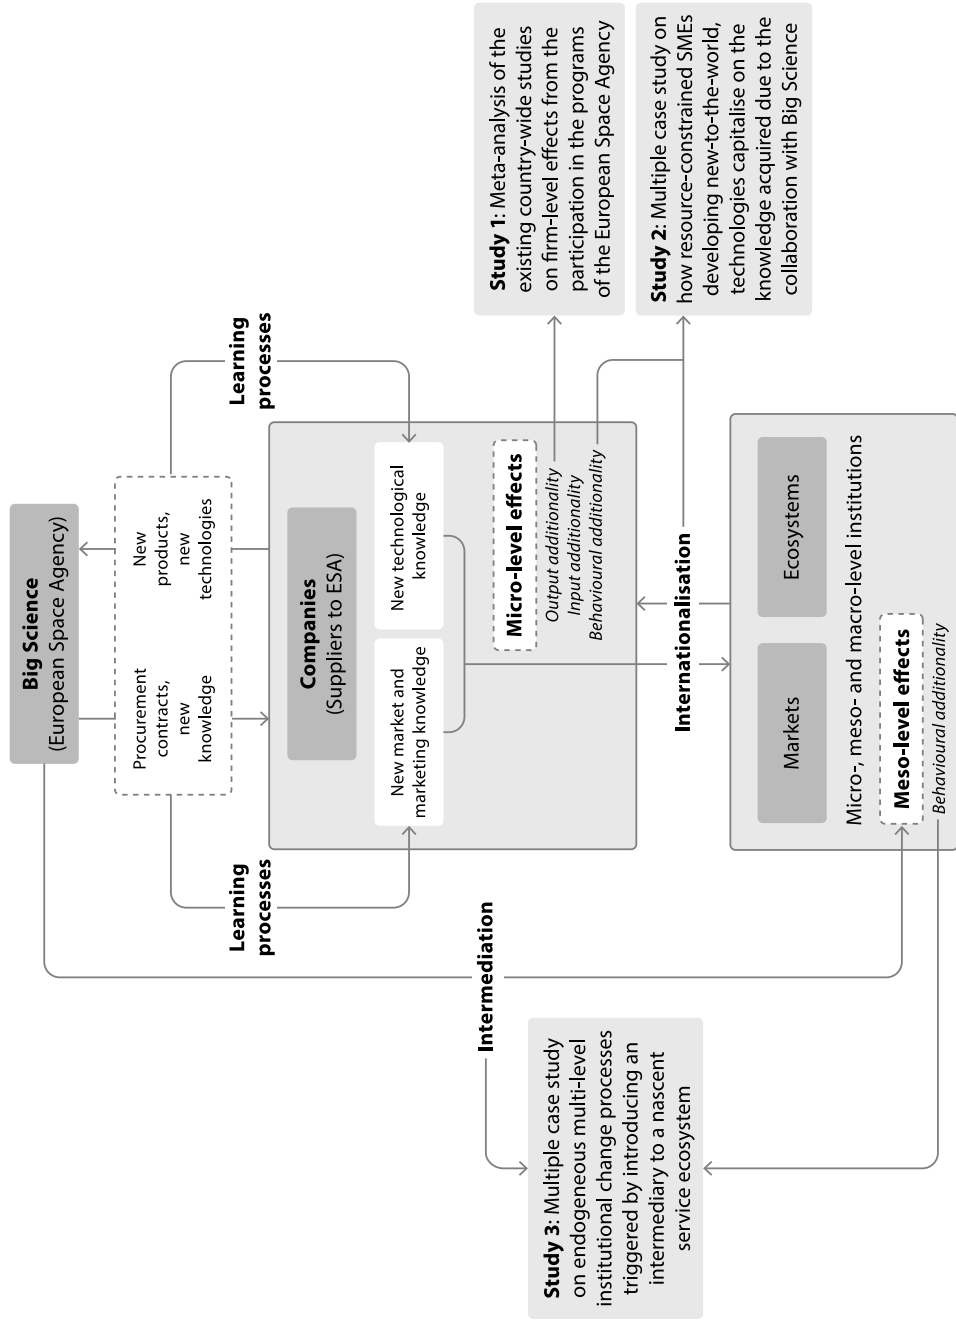 Big Science
(European Space Agency)
Procurement
contracts,
new
knowledge
New
products,
new
technologies
Learning
processes
Learning
processes
Companies
(Suppliers to ESA)
New market and
marketing knowledge
New technological
knowledge
Micro-level effects
Output additionality
Input additionality
Behavioural additionality
Intermediation
Internationalisation
Study 1: Meta-analysis of the
existing country-wide studies
on firm-level effects from the
participation in the programs
of the European Space Agency
Study 2: Multiple case study on
how resource-constrained SMEs
developing new-to-the-world,
technologies capitalise on the
knowledge acquired due to the
collaboration with Big Science
Study 3: Multiple case study
on endogeneous multi-level
institutional change processes
triggered by introducing an
intermediary to a nascent
service ecosystem
Markets
Ecosystems
Micro-, meso- and macro-level institutions
Meso-level effects
Behavioural additionality